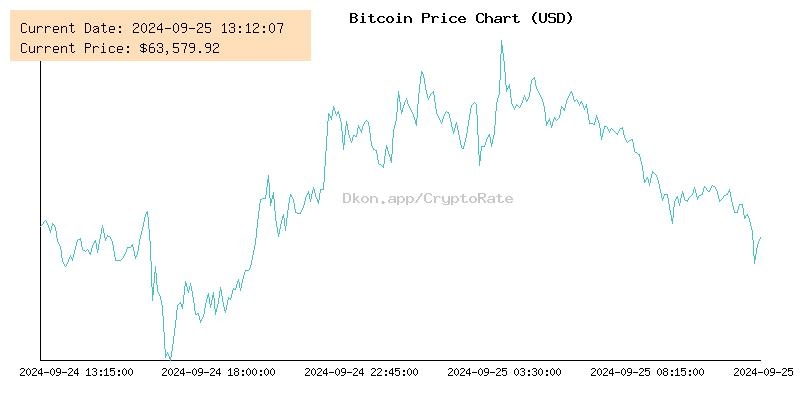 Bitcoin Price Chart (USD)
Current Date: 2024-09-25 13:12:07
Current Price: $63,579.92
Dkon.app/CryptoRate
2024-09-24 13:15:00 2024-09-24 18:00:00 2024-09-24 22:45:00 2024-09-25 03:30:00 2024-09-25 08:15:00 2024-09-25